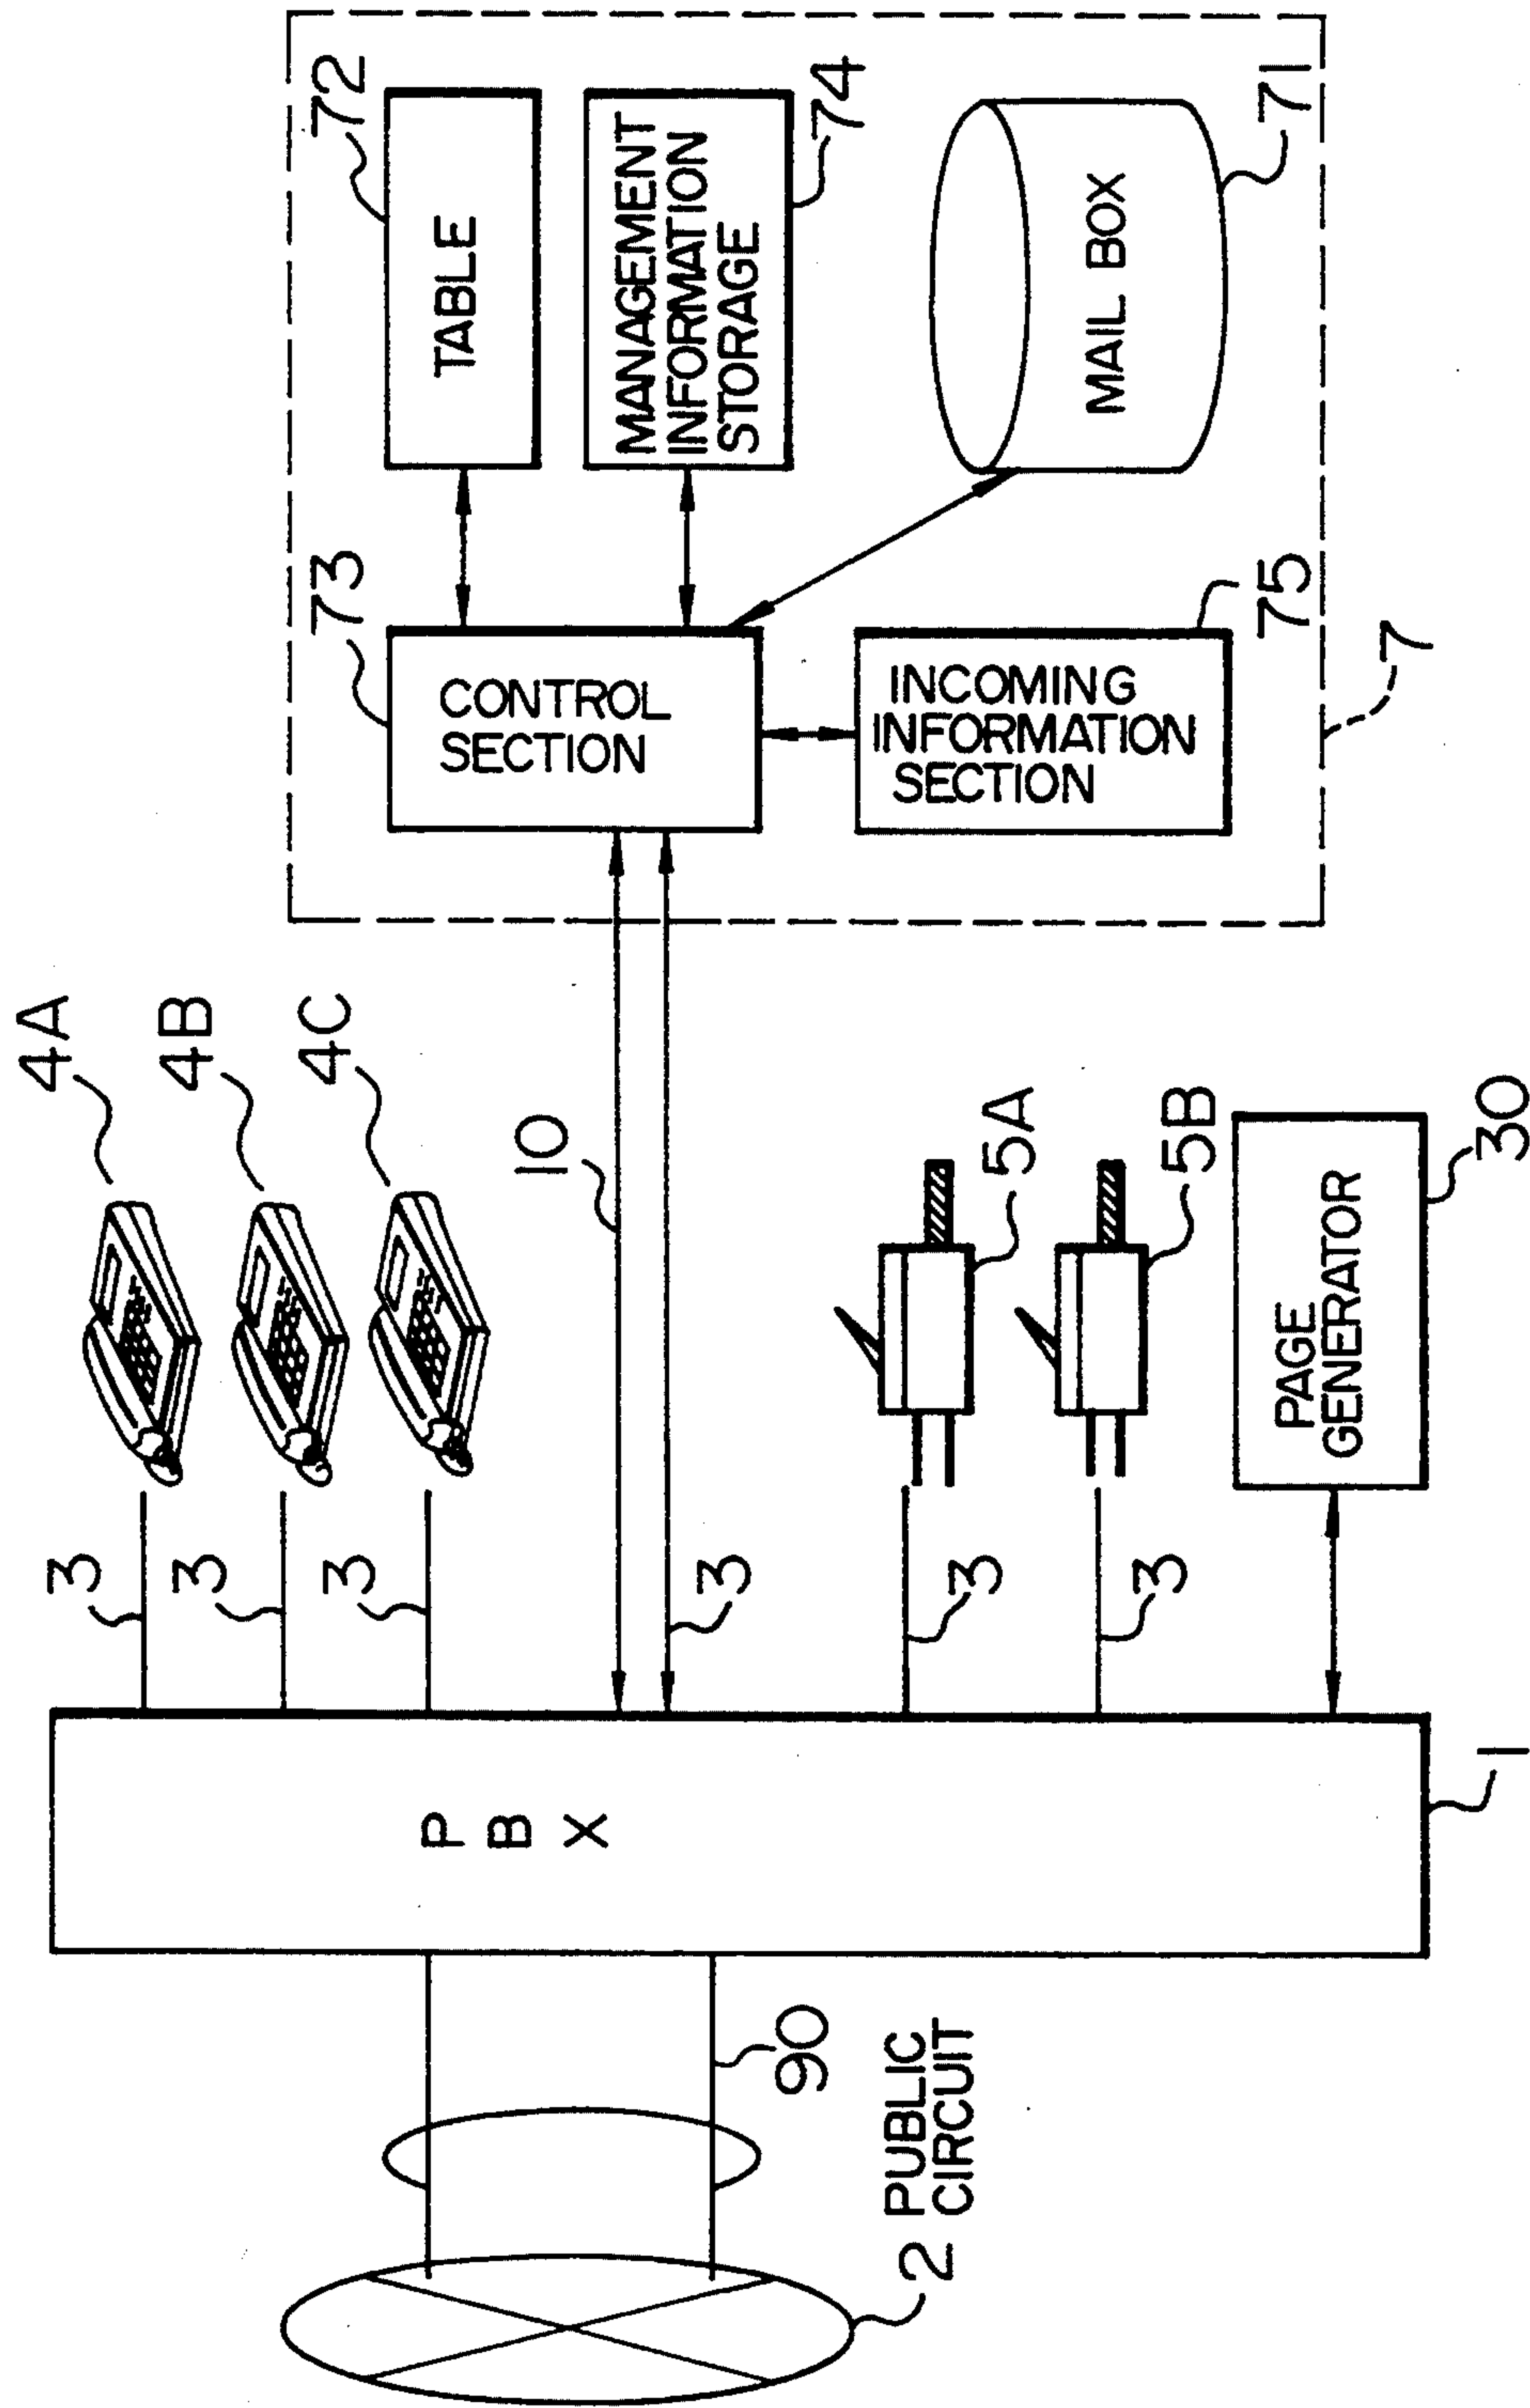 4A
4B
4C
3
3
3
72
TABLE
73
CONTROL
SECTION
MANAGEMENT
INFORMATION
STORAGE
74
10
P B X
3
90
2 PUBLIC
CIRCUIT
5A
3
5B
3
PAGE
GENERATOR
30
1
INCOMING
INFORMATION
SECTION
75
MAIL BOX
71
7